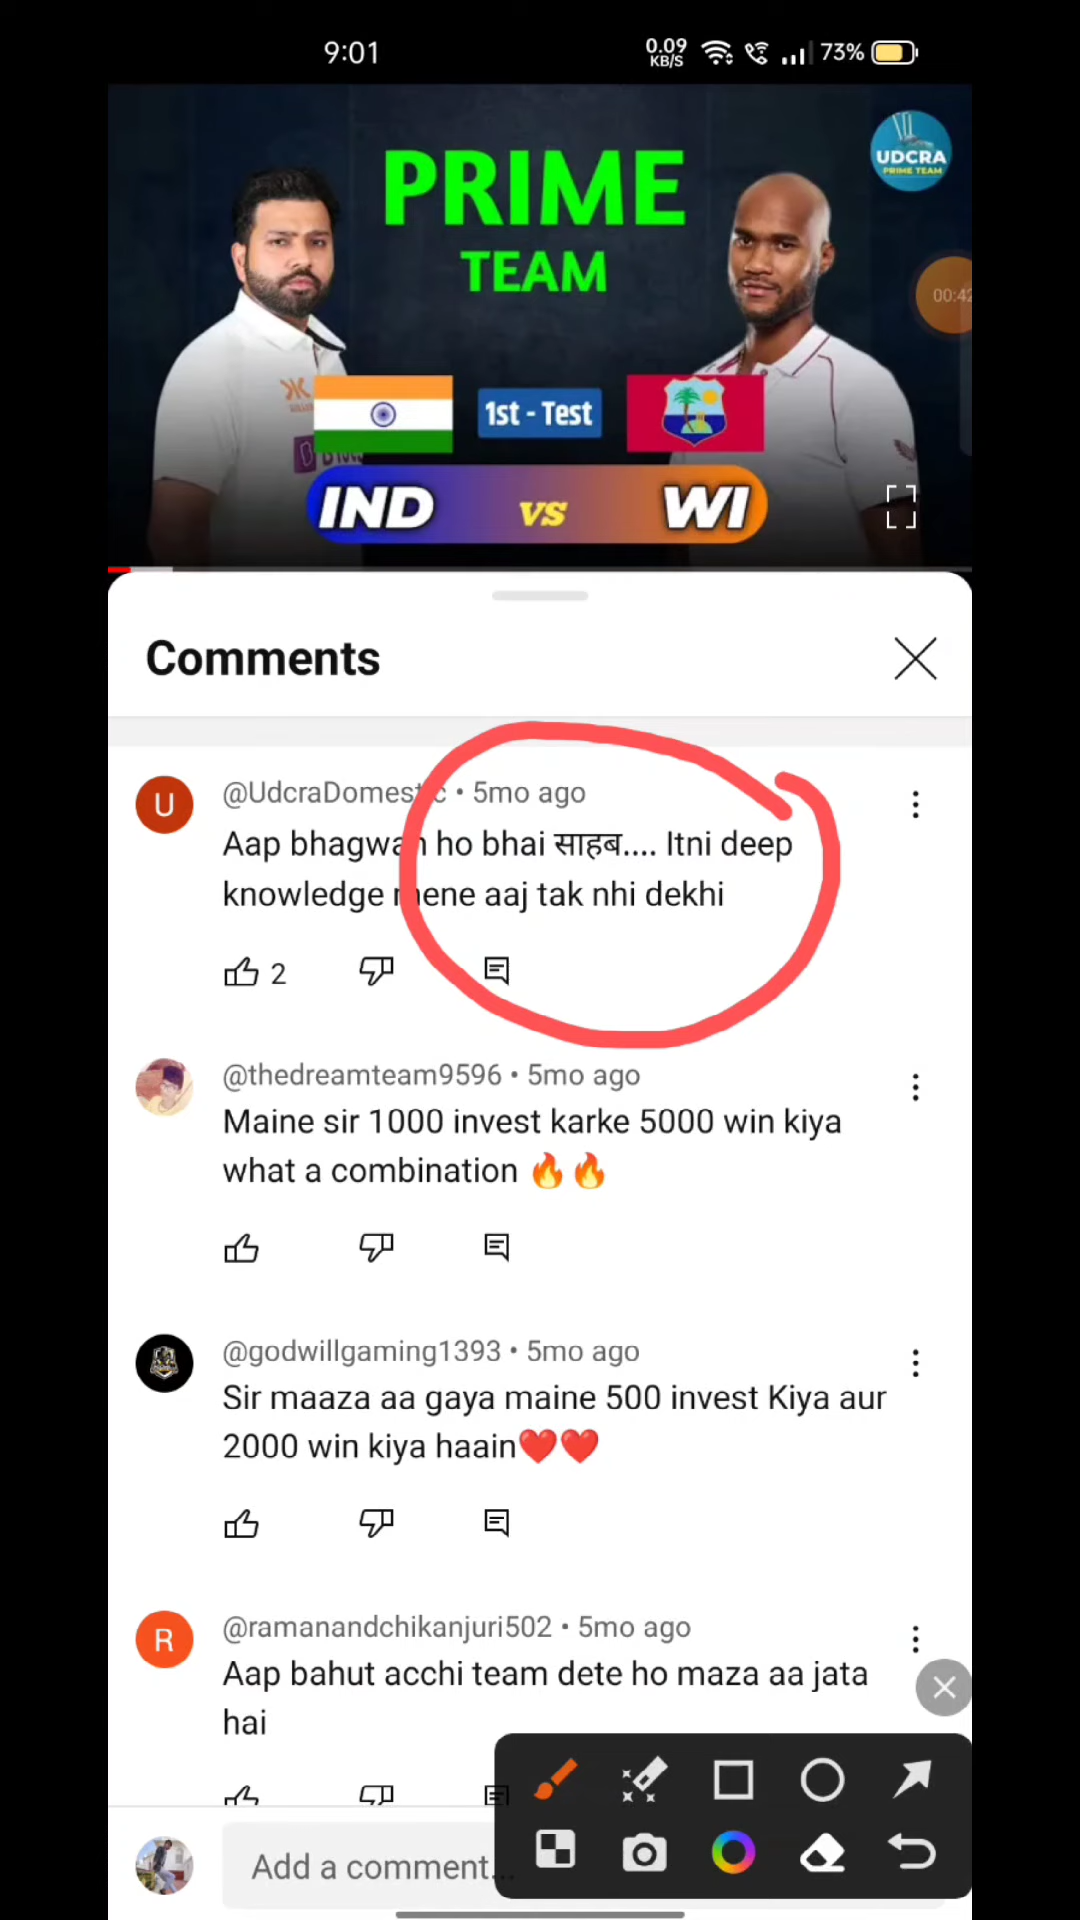 9:01
0.09
KB/S
73%
PRIME
TEAM
UDCRA
PRIME TEAM
00:42
1st - Test
IND vs WI
Comments
@UdcraDomestic • 5mo ago
Aap bhagwan ho bhai साहब.... Itni deep
knowledge mene aaj tak nhi dekhi
2
@thedreamteam9596 • 5mo ago
Maine sir 1000 invest karke 5000 win kiya
what a combination 🔥🔥
@godwillgaming1393 • 5mo ago
Sir maaza aa gaya maine 500 invest Kiya aur
2000 win kiya haain❤️❤️
R
@ramanandchikanjuri502 • 5mo ago
Aap bahut acchi team dete ho maza aa jata
hai
Add a comment...